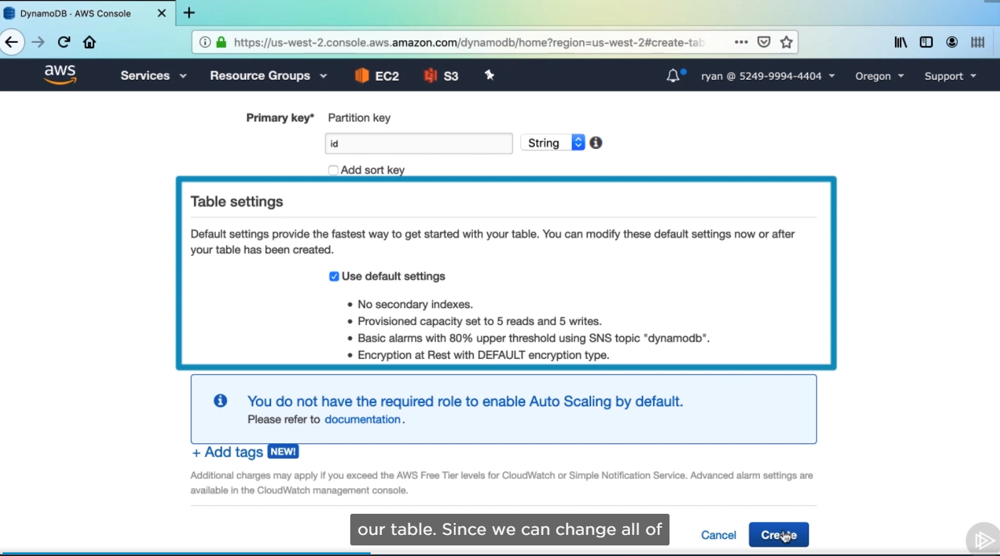 DynamoDB · AWS Console
https://us-west-2.console.aws.amazon.com/dynamodb/home?region=us-west-2#create-tab
aws
Services
Resource Groups
EC2
S3
ryan @ 5249-9994-4404
Oregon
Support
Primary key* Partition key
id
String
Add sort key
Table settings
Default settings provide the fastest way to get started with your table. You can modify these default settings now or after
your table has been created.
Use default settings
• No secondary indexes.
• Provisioned capacity set to 5 reads and 5 writes.
• Basic alarms with 80% upper threshold using SNS topic "dynamodb".
• Encryption at Rest with DEFAULT encryption type.
You do not have the required role to enable Auto Scaling by default.
Please refer to documentation.
+ Add tags NEW!
Additional charges may apply if you exceed the AWS Free Tier levels for CloudWatch or Simple Notification Service. Advanced alarm settings are
available in the CloudWatch management console.
our table. Since we can change all of
Cancel
Create